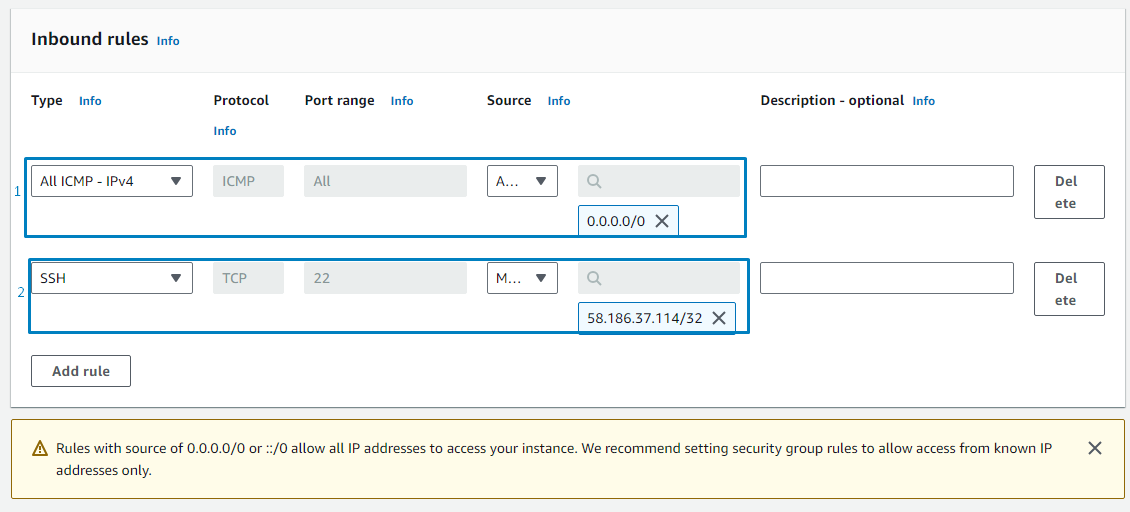 Inbound rules Info
Type Info Protocol Info Port range Info Source Info Description - optional Info
1 All ICMP - IPv4 ICMP All A... Delete
0.0.0.0/0
2 SSH TCP 22 M... Delete
58.186.37.114/32
Add rule
Rules with source of 0.0.0.0/0 or ::/0 allow all IP addresses to access your instance. We recommend setting security group rules to allow access from known IP
addresses only.